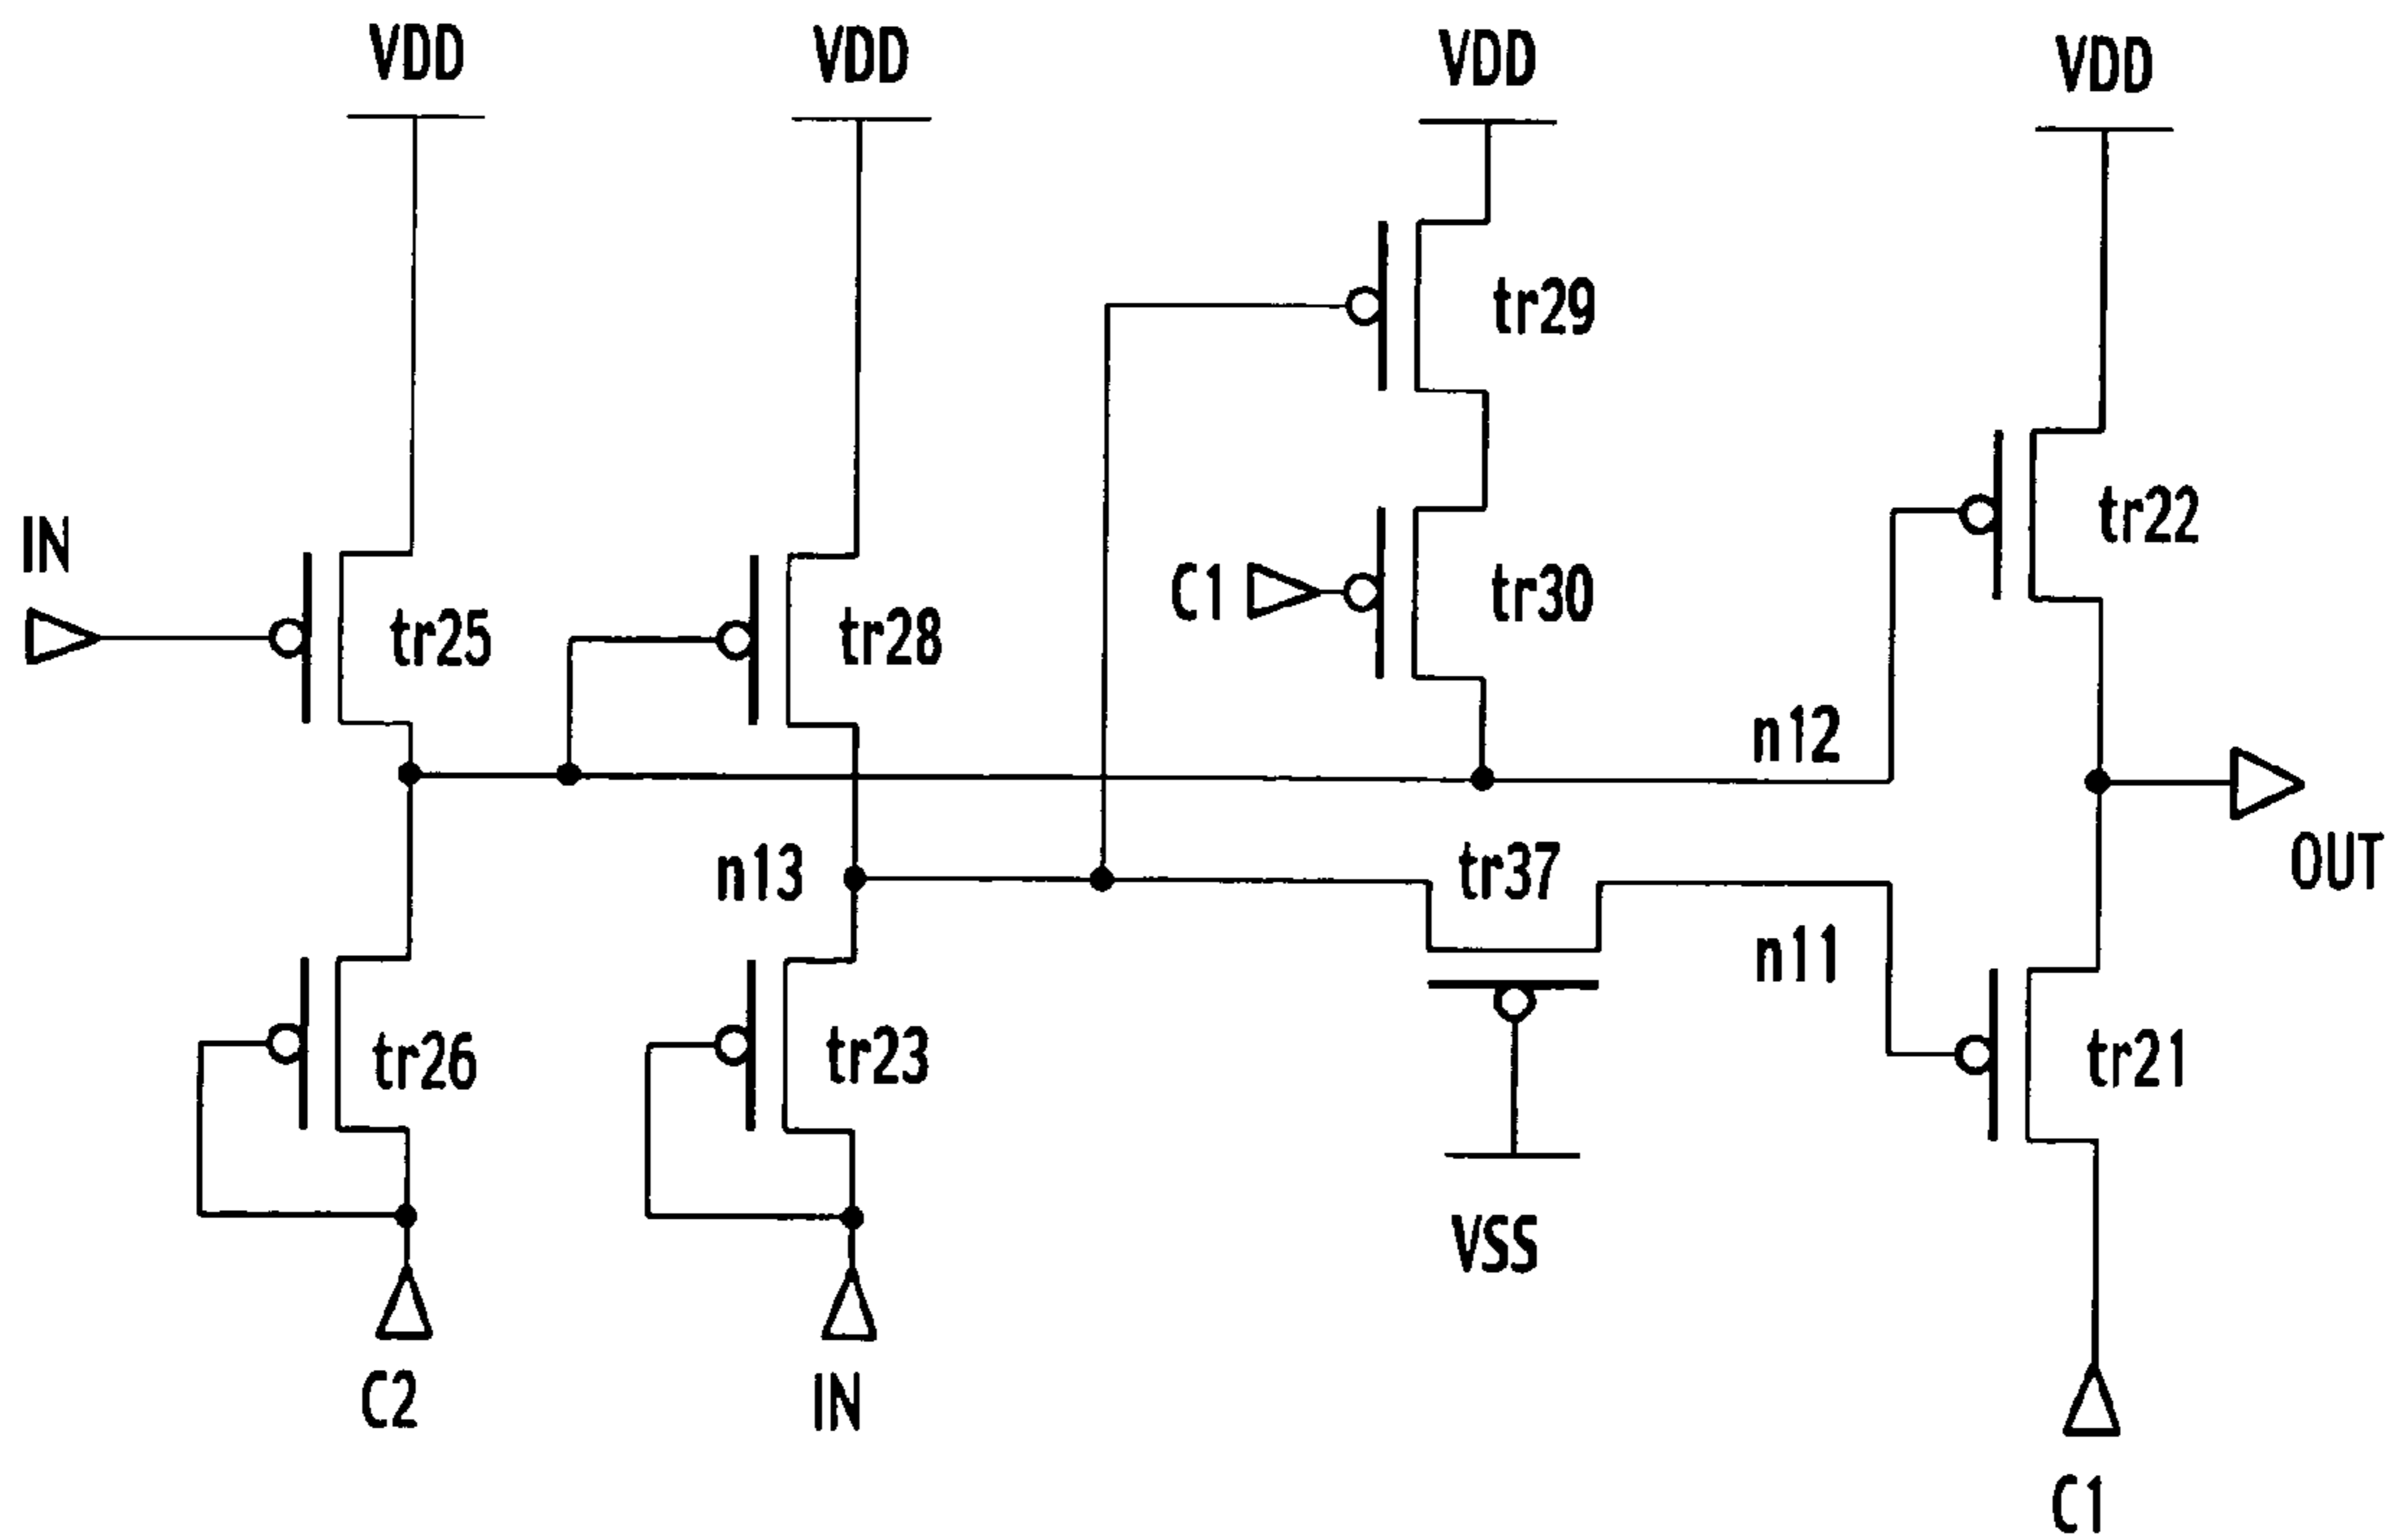 VDD
VDD
VDD
VDD
tr29
IN
tr22
C1
tr30
tr25
tr28
n12
n13
tr37
OUT
n11
tr26
tr23
tr21
VSS
C2
IN
C1